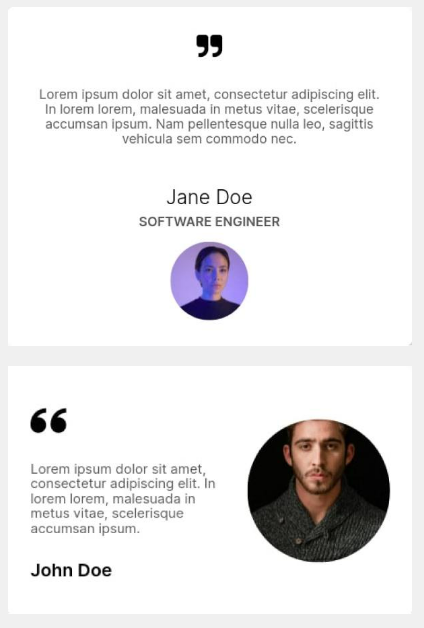 ”
Lorem ipsum dolor sit amet, consectetur adipiscing elit.
In lorem lorem, malesuada in metus vitae, scelerisque
accumsan ipsum. Nam pellentesque nulla leo, sagittis
vehicula sem commodo nec.
Jane Doe
SOFTWARE ENGINEER
“
Lorem ipsum dolor sit amet,
consectetur adipiscing elit. In
lorem lorem, malesuada in
metus vitae, scelerisque
accumsan ipsum.
John Doe